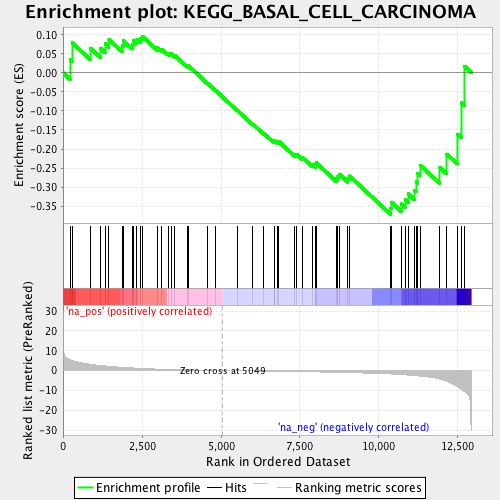 Enrichment plot: KEGG_BASAL_CELL_CARCINOMA
Enrichment score (ES)
0.10
0.05
0.00
-0.05
-0.10
-0.15
-0.20
-0.25
-0.30
-0.35
'na_pos' (positively correlated)
Ranked list metric (PreRanked)
30
20
10
0
-10
-20
-30
Zero cross at 5049
'na_neg' (negatively correlated)
0
2,500
5,000
7,500
10,000
12,500
Rank in Ordered Dataset
Enrichment profile
Hits
Ranking metric scores